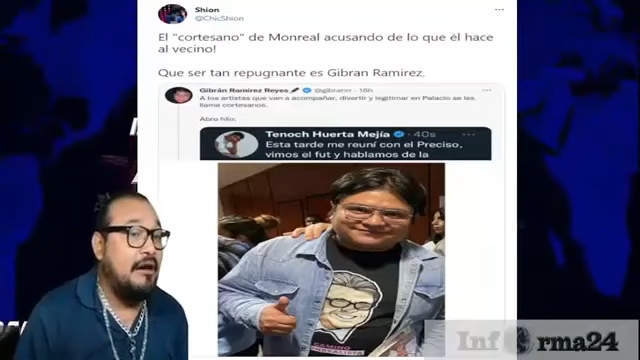 Shion
@ChicShion
El "cortesano" de Monreal acusando de lo que él hace
al vecino!
Que ser tan repugnante es Gibran Ramirez.
Gibrán Ramírez Reyes @gibranrr · 16h
A los artistas que van a acompañar, divertir y legitimar en Palacio se les
llama cortesanos.
Abro hilo:
Tenoch Huerta Mejía · 40s
Esta tarde me reuní con el Preciso,
vimos el fut y hablamos de la
CAMINO
Inf rma24